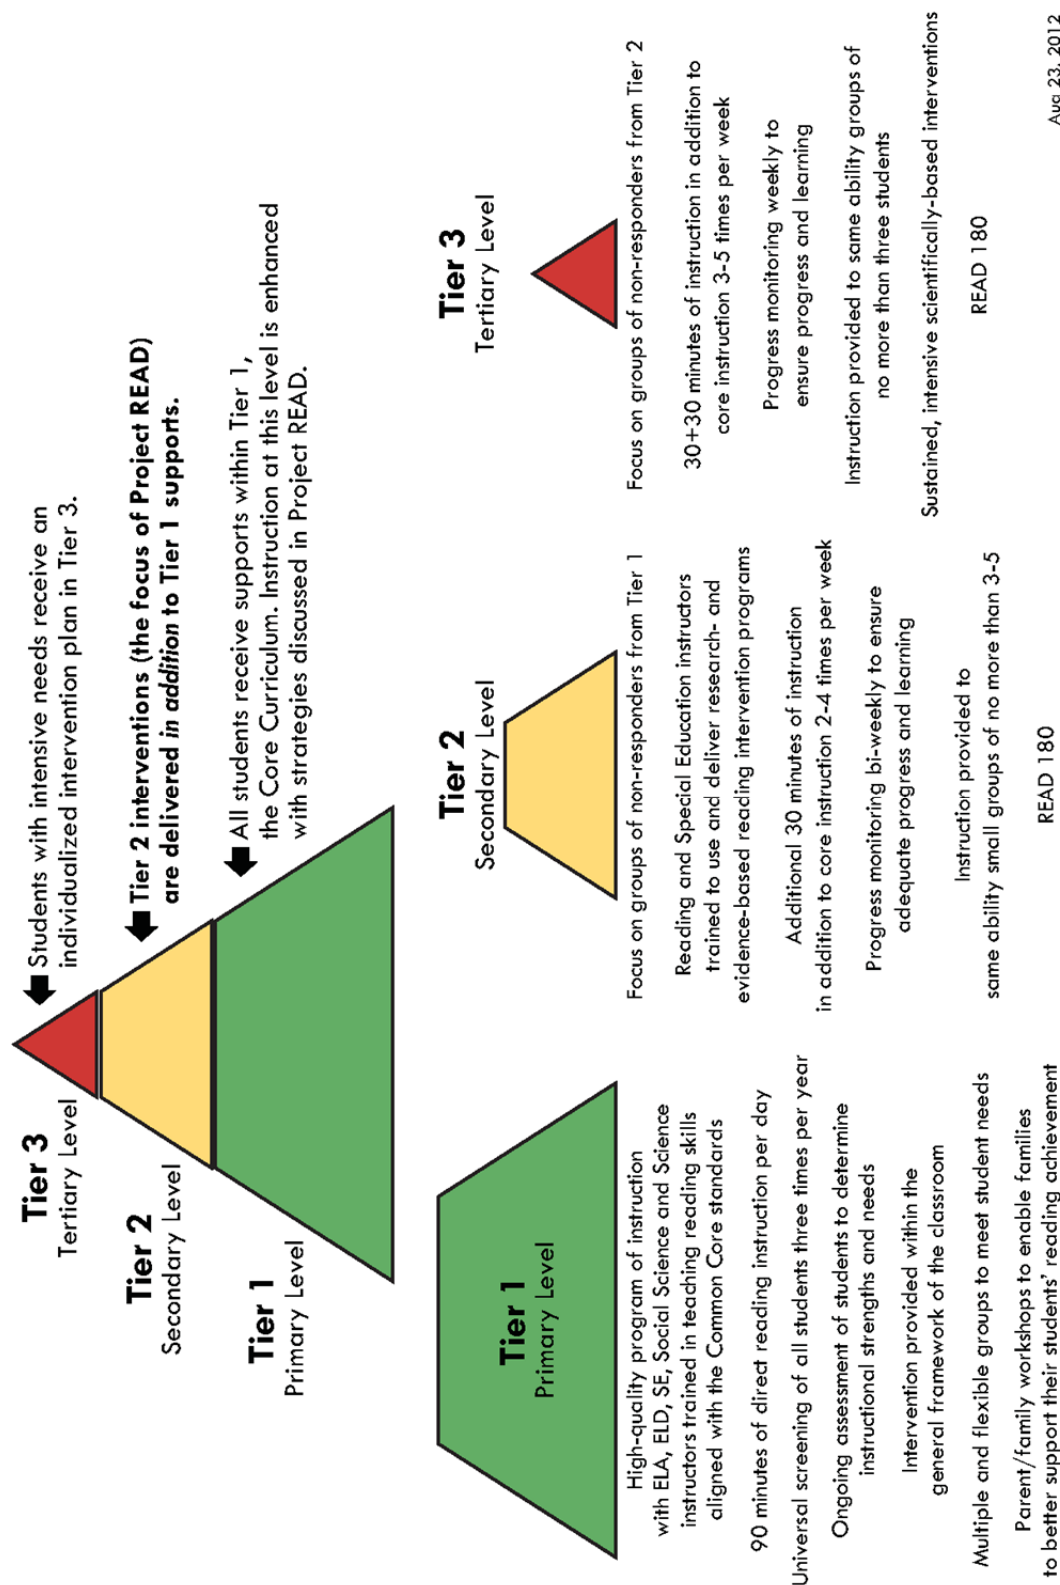 Tier 3
Tertiary Level
Students with intensive needs receive an
individualized intervention plan in Tier 3.
Tier 2
Secondary Level
Tier 2 interventions (the focus of Project READ)
are delivered in addition to Tier 1 supports.
Tier 1
Primary Level
All students receive supports within Tier 1,
the Core Curriculum. Instruction at this level is enhanced
with strategies discussed in Project READ.
Tier 1
Primary Level
High-quality program of instruction
with ELA, ELD, SE, Social Science and Science
instructors trained in teaching reading skills
aligned with the Common Core standards
90 minutes of direct reading instruction per day
Universal screening of all students three times per year
Ongoing assessment of students to determine
instructional strengths and needs
Intervention provided within the
general framework of the classroom
Multiple and flexible groups to meet student needs
Parent/family workshops to enable families
to better support their students' reading achievement
Tier 2
Secondary Level
Focus on groups of non-responders from Tier 1
Reading and Special Education instructors
trained to use and deliver research- and
evidence-based reading intervention programs
Additional 30 minutes of instruction
in addition to core instruction 2-4 times per week
Progress monitoring bi-weekly to ensure
adequate progress and learning
Instruction provided to
same ability small groups of no more than 3-5
READ 180
Tier 3
Tertiary Level
Focus on groups of non-responders from Tier 2
30+30 minutes of instruction in addition to
core instruction 3-5 times per week
Progress monitoring weekly to
ensure progress and learning
Instruction provided to same ability groups of
no more than three students
Sustained, intensive scientifically-based interventions
READ 180
Aug 23, 2012